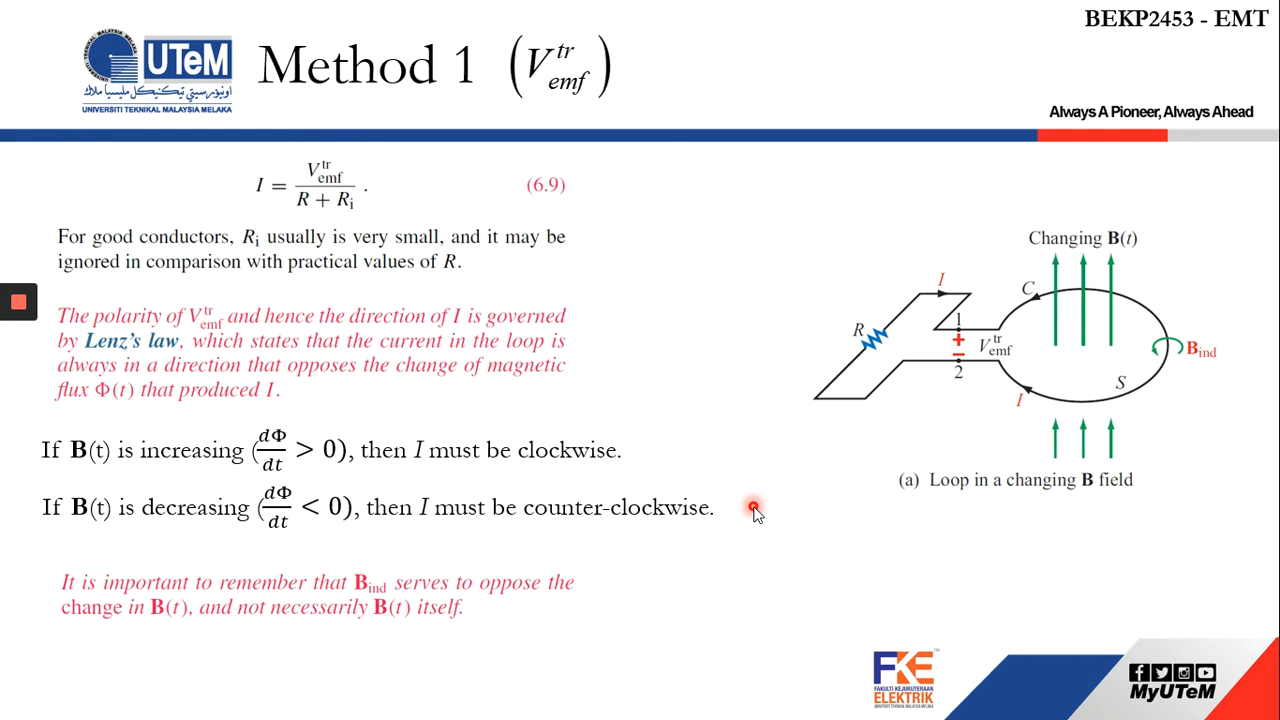 BEKP2453 - EMT
UTeM
اونيۏرسيتي تيکنيکل مليسيا ملاك
UNIVERSITI TEKNIKAL MALAYSIA MELAKA
Method 1 (V^tr_emf)
Always A Pioneer, Always Ahead
I = V^tr_emf / (R + R_i) . (6.9)
For good conductors, R_i usually is very small, and it may be
ignored in comparison with practical values of R.
The polarity of V^tr_emf and hence the direction of I is governed
by Lenz's law, which states that the current in the loop is
always in a direction that opposes the change of magnetic
flux Φ(t) that produced I.
If B(t) is increasing (dΦ/dt > 0), then I must be clockwise.
If B(t) is decreasing (dΦ/dt < 0), then I must be counter-clockwise.
It is important to remember that B_ind serves to oppose the
change in B(t), and not necessarily B(t) itself.
Changing B(t)
I
C
R
1
+
V^tr_emf
−
2
B_ind
I
S
(a) Loop in a changing B field
FKE
FAKULTI KEJURUTERAAN
ELEKTRIK
UNIVERSITI TEKNIKAL MALAYSIA MELAKA
MyUTeM